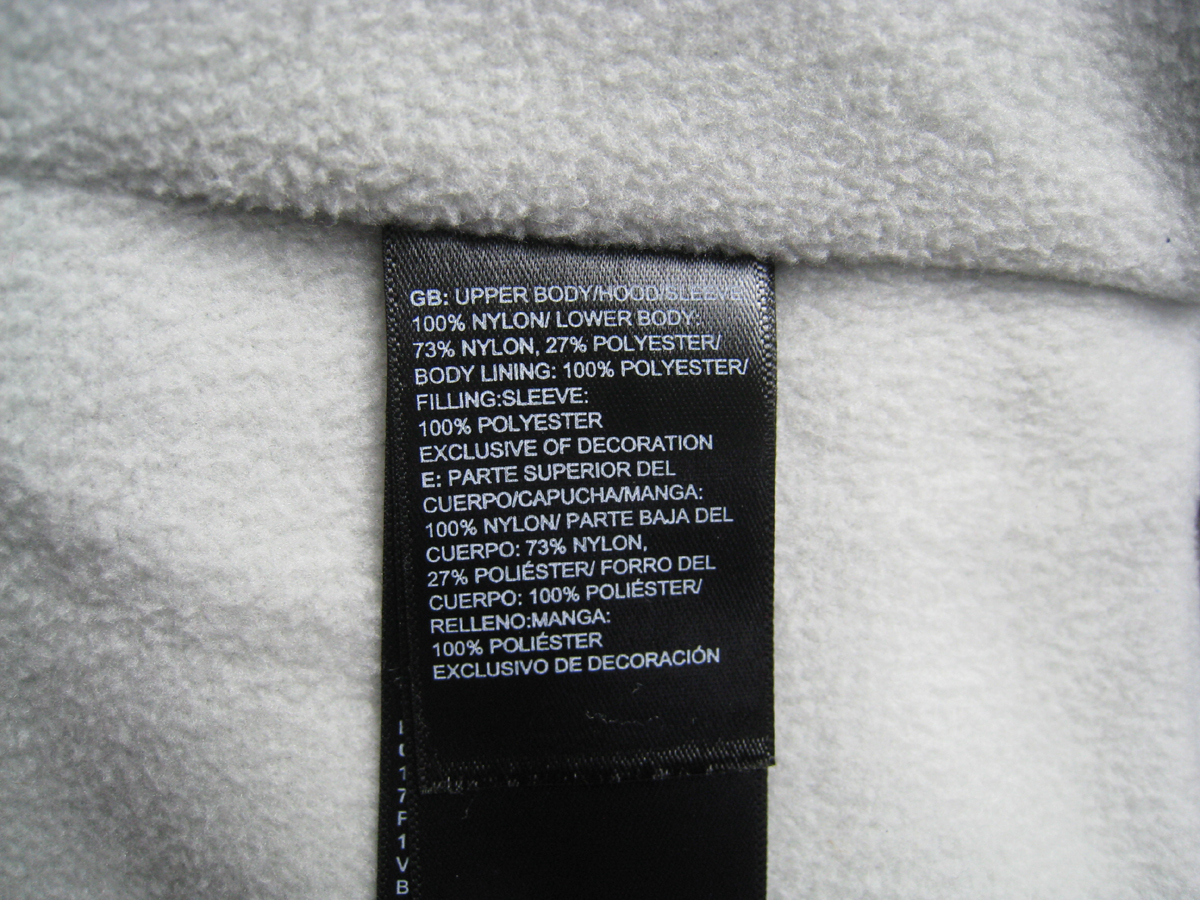 GB: UPPER BODY/HOOD/SLEEVE
100% NYLON/ LOWER BODY:
73% NYLON, 27% POLYESTER/
BODY LINING: 100% POLYESTER/
FILLING:SLEEVE:
100% POLYESTER
EXCLUSIVE OF DECORATION
E: PARTE SUPERIOR DEL
CUERPO/CAPUCHA/MANGA:
100% NYLON/ PARTE BAJA DEL
CUERPO: 73% NYLON,
27% POLIÉSTER/ FORRO DEL
CUERPO: 100% POLIÉSTER/
RELLENO:MANGA:
100% POLIÉSTER
EXCLUSIVO DE DECORACIÓN